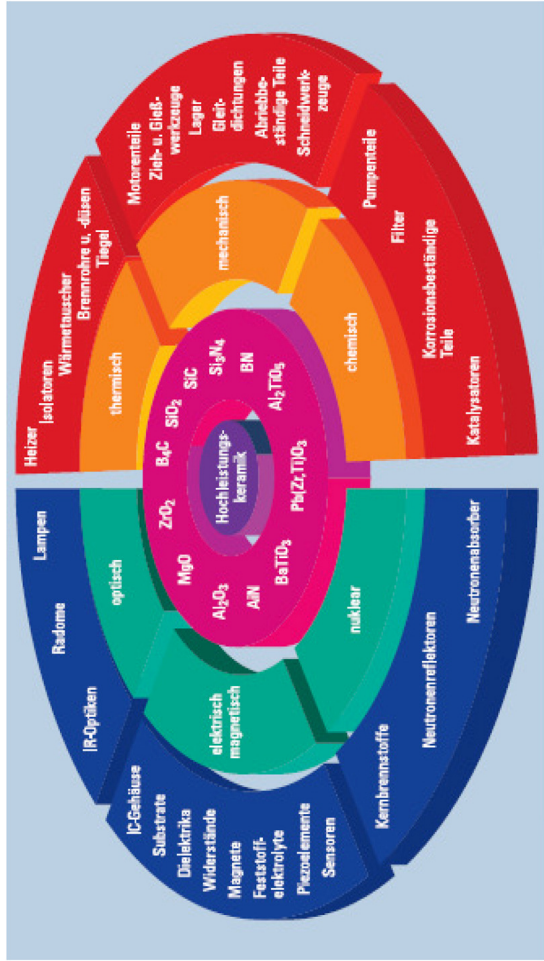 Lampen
Radome
IR-Optiken
optisch
Heizer
Isolatoren
Wärmetauscher
Brennrohre u. -düsen
Tiegel
thermisch
Motorenteile
Zieh- u. Gieß-
werkzeuge
Lager
Gleit-
dichtungen
Abriebbe-
ständige Teile
Schneidwerk-
zeuge
mechanisch
IC-Gehäuse
Substrate
Dielektrika
Widerstände
Magnete
Feststoff-
elektrolyte
Piezoelemente
Sensoren
elektrisch
magnetisch
Hochleistungs-
keramik
ZrO2
B4C
SiO2
SiC
Si3N4
BN
Al2TiO5
Pb(Zr,Ti)O3
BaTiO3
AlN
Al2O3
MgO
nuklear
Kernbrennstoffe
Neutronenreflektoren
Neutronenabsorber
chemisch
Pumpenteile
Filter
Korrosionsbeständige
Teile
Katalysatoren